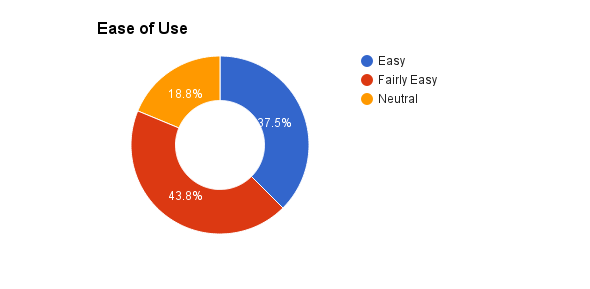 Ease of Use
Easy
Fairly Easy
Neutral
18.8%
37.5%
43.8%